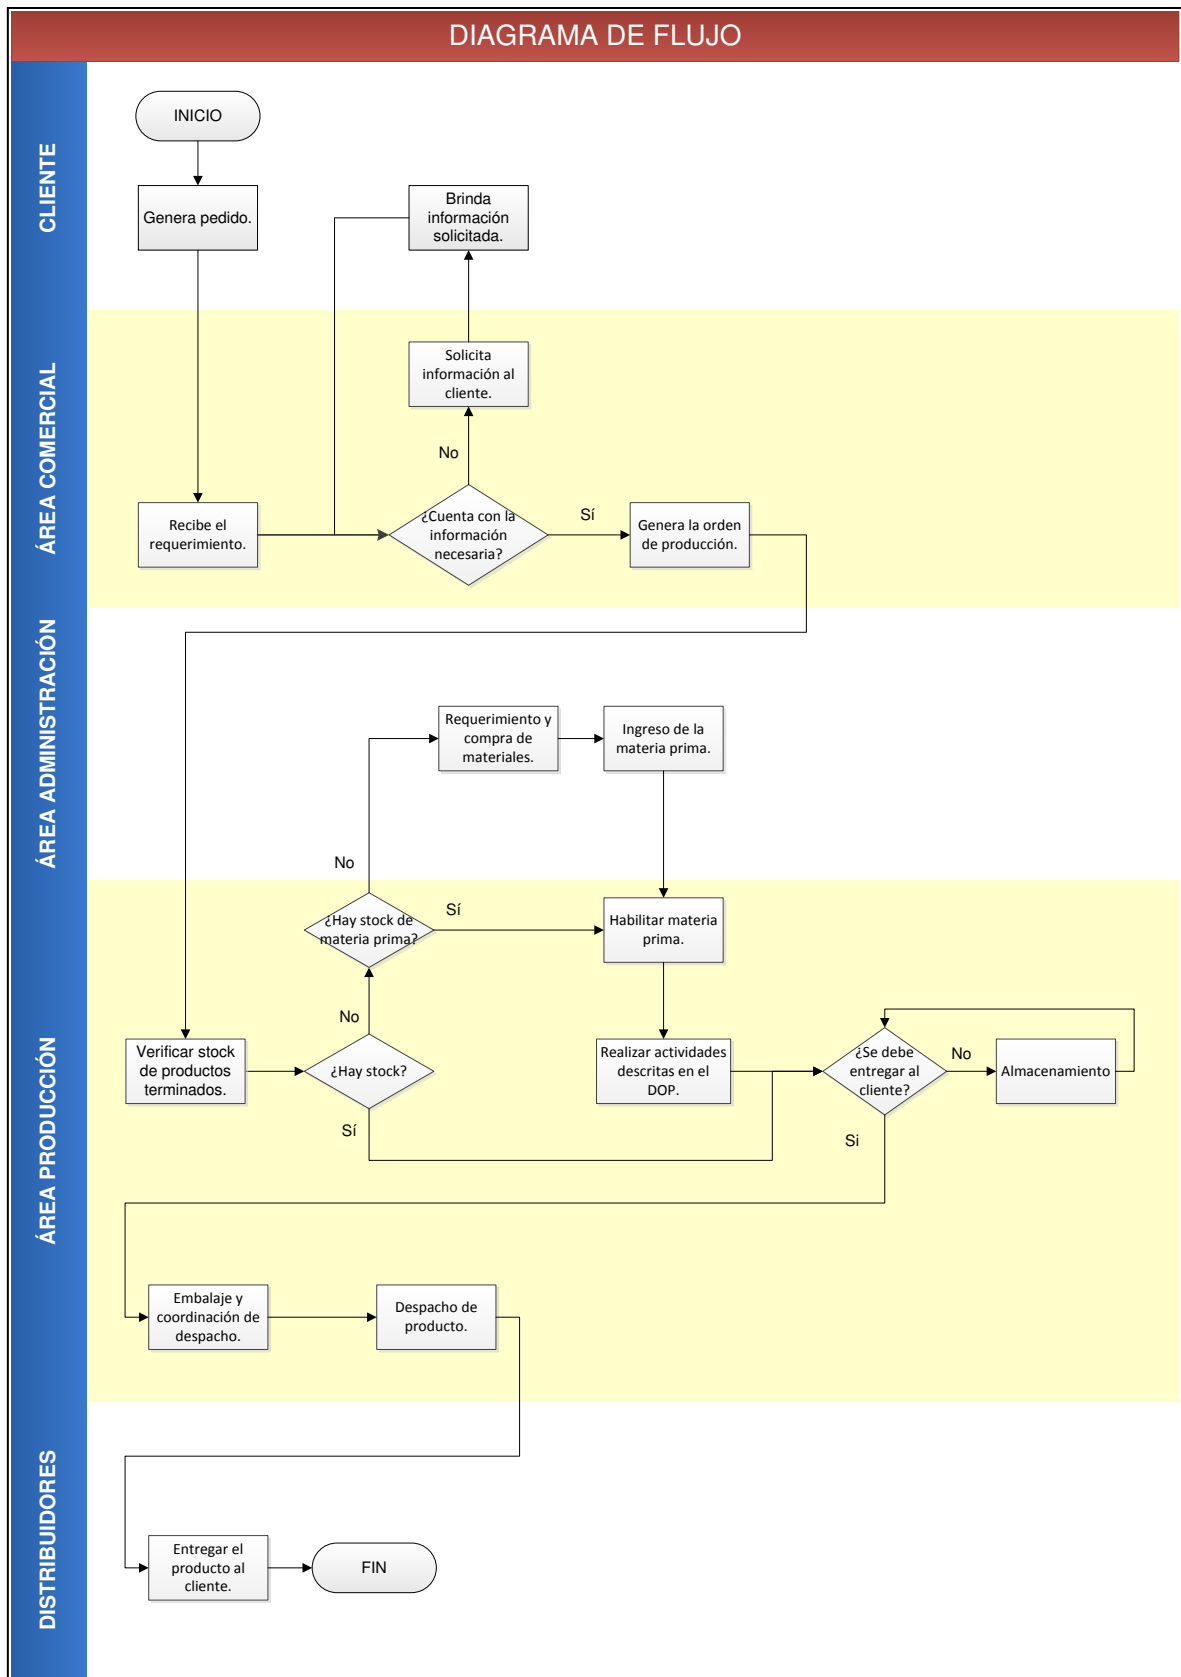 DIAGRAMA DE FLUJO
CLIENTE
INICIO
Genera pedido.
Brinda
información
solicitada.
ÁREA COMERCIAL
Solicita
información al
cliente.
No
Recibe el
requerimiento.
¿Cuenta con la
información
necesaria?
Sí
Genera la orden
de producción.
ÁREA ADMINISTRACIÓN
Requerimiento y
compra de
materiales.
Ingreso de la
materia prima.
No
ÁREA PRODUCCIÓN
¿Hay stock de
materia prima?
Sí
Habilitar materia
prima.
No
Verificar stock
de productos
terminados.
¿Hay stock?
Sí
Realizar actividades
descritas en el
DOP.
¿Se debe
entregar al
cliente?
No
Almacenamiento
Si
Embalaje y
coordinación de
despacho.
Despacho de
producto.
DISTRIBUIDORES
Entregar el
producto al
cliente.
FIN